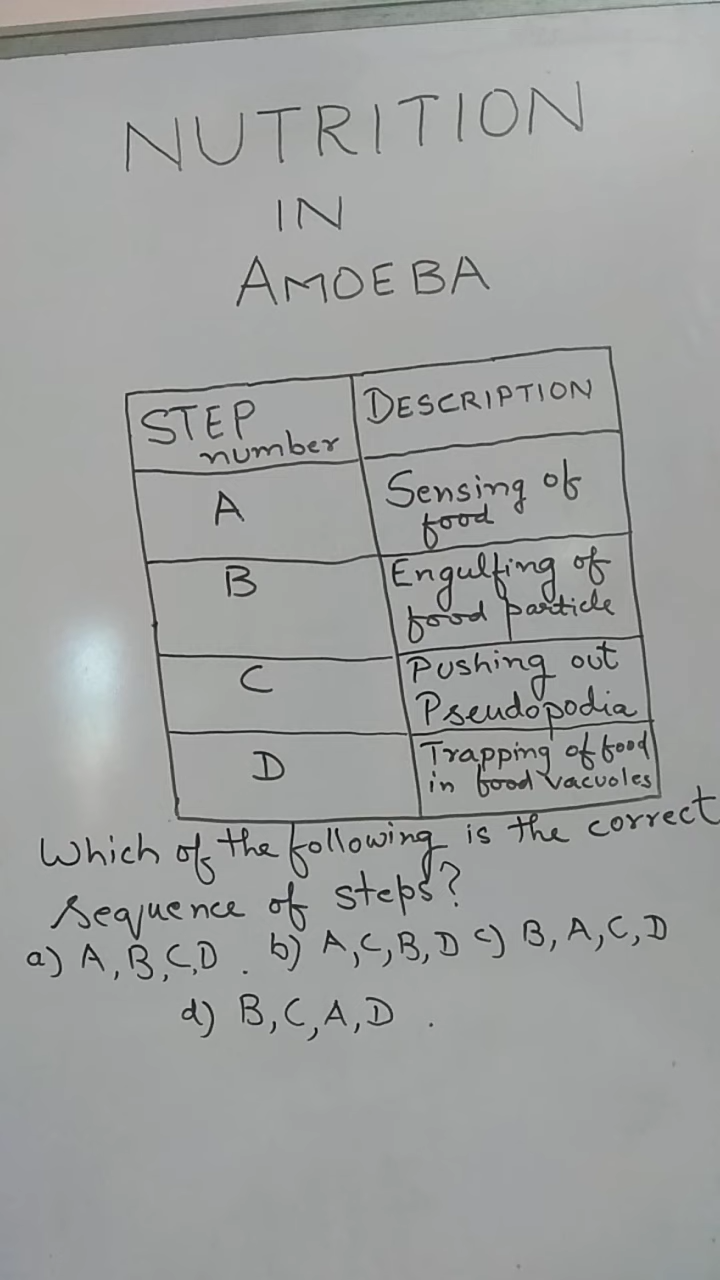 NUTRITION
IN
AMOEBA
STEP number
DESCRIPTION
A
Sensing of food
B
Engulfing of food particle
C
Pushing out Pseudopodia
D
Trapping of food in food vacuoles
Which of the following is the correct
sequence of steps?
a) A, B, C, D . b) A, C, B, D c) B, A, C, D
d) B, C, A, D .